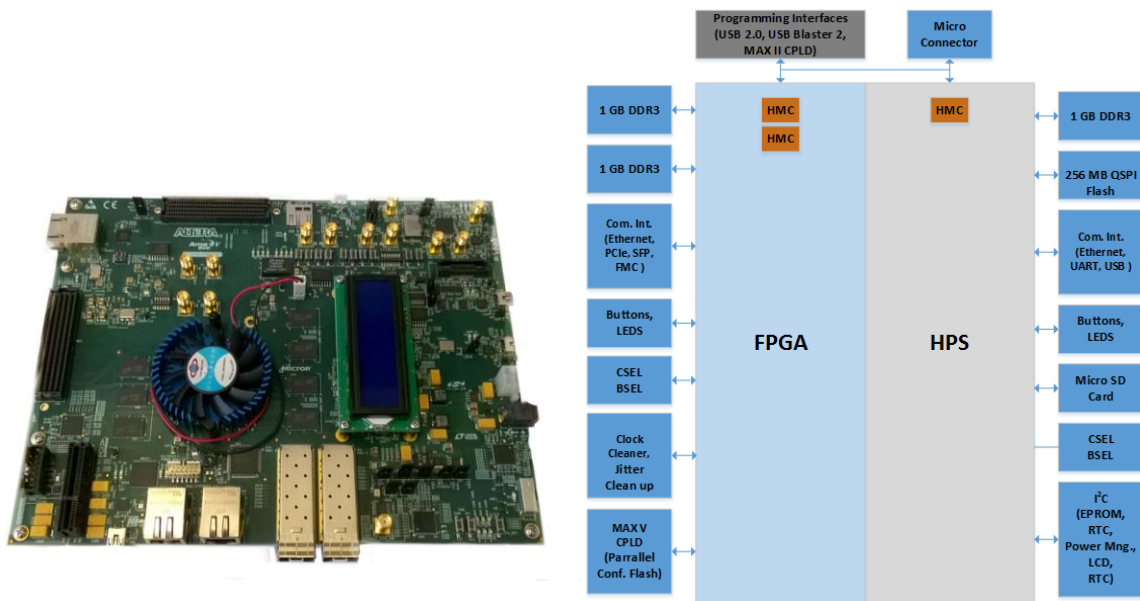 ALTERA
Arria V
MICRON
Programming Interfaces
(USB 2.0, USB Blaster 2,
MAX II CPLD)
Micro
Connector
HMC
HMC
HMC
1 GB DDR3
1 GB DDR3
Com. Int.
(Ethernet,
PCIe, SFP,
FMC )
Buttons,
LEDS
CSEL
BSEL
Clock
Cleaner,
Jitter
Clean up
MAX V
CPLD
(Parrallel
Conf. Flash)
FPGA
HPS
1 GB DDR3
256 MB QSPI
Flash
Com. Int.
(Ethernet,
UART, USB )
Buttons,
LEDS
Micro SD
Card
CSEL
BSEL
I²C
(EPROM,
RTC,
Power Mng.,
LCD,
RTC)